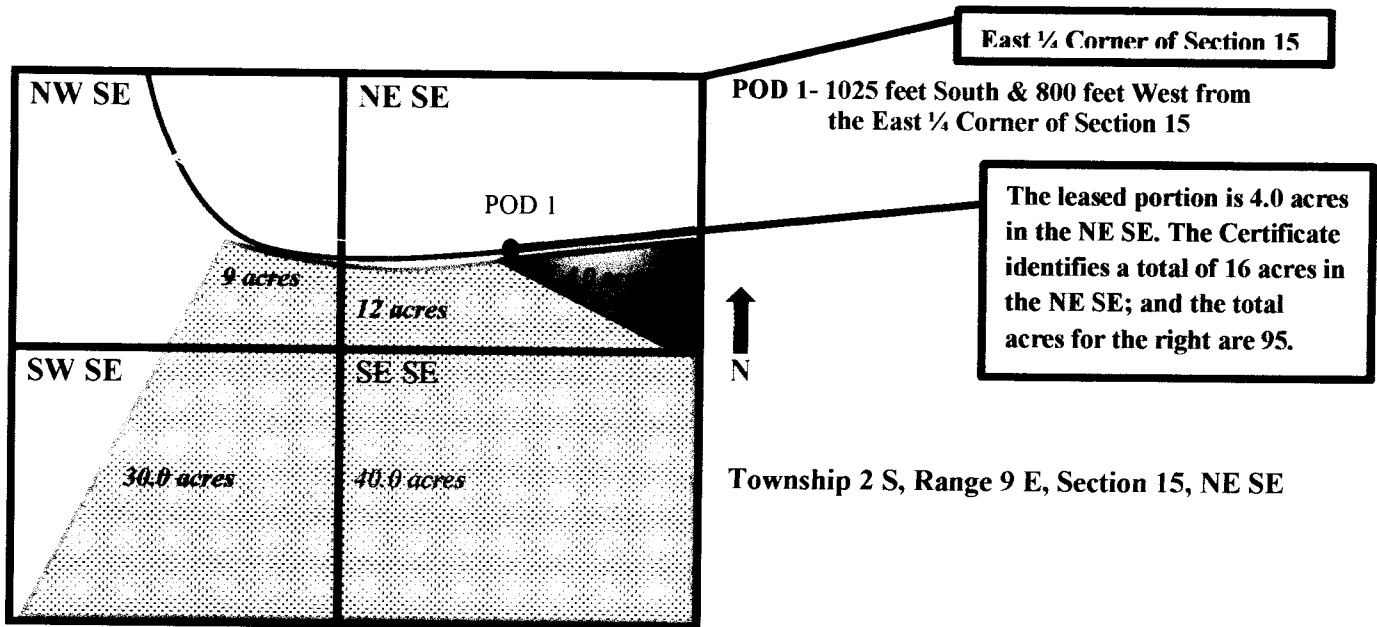 East ¼ Corner of Section 15
NW SE
NE SE
POD 1- 1025 feet South & 800 feet West from
the East ¼ Corner of Section 15
POD 1
The leased portion is 4.0 acres
in the NE SE. The Certificate
identifies a total of 16 acres in
the NE SE; and the total
acres for the right are 95.
9 acres
12 acres
N
SW SE
SE SE
30.0 acres
40.0 acres
Township 2 S, Range 9 E, Section 15, NE SE